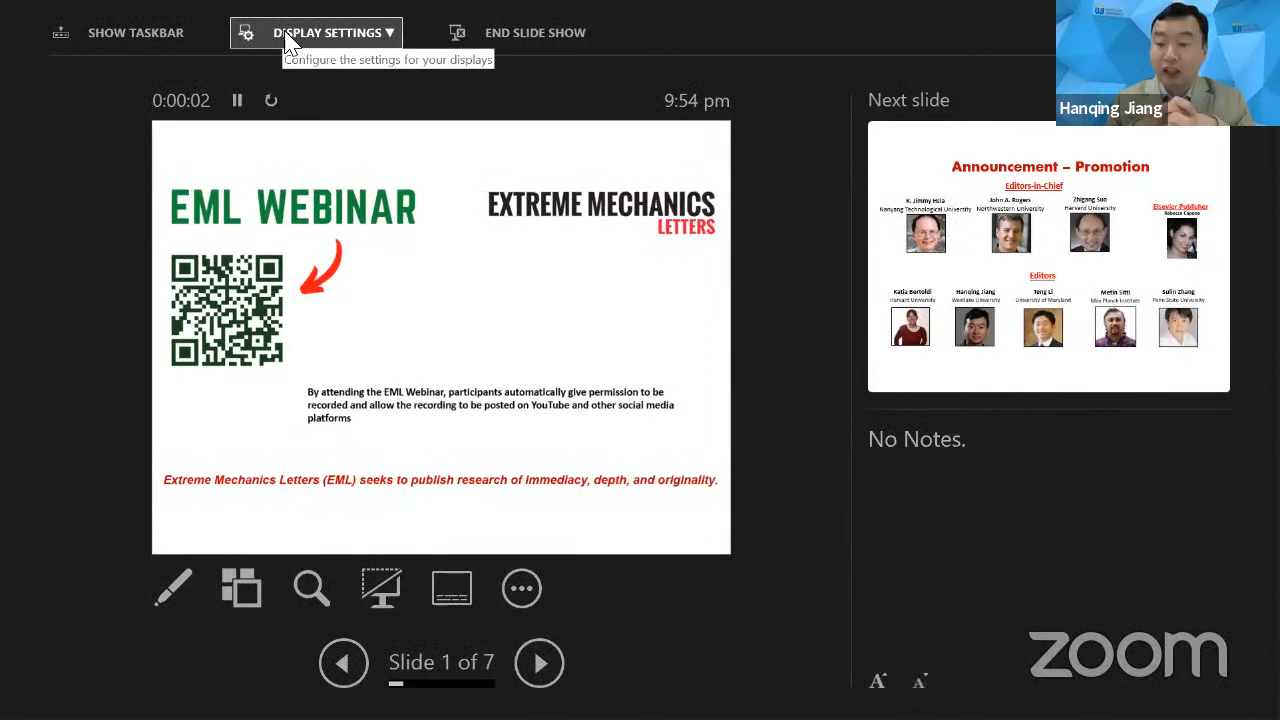 SHOW TASKBAR
DISPLAY SETTINGS ▼
END SLIDE SHOW
Configure the settings for your displays
Hanqing Jiang
0:00:02
9:54 pm
Next slide
EML WEBINAR
EXTREME MECHANICS
LETTERS
By attending the EML Webinar, participants automatically give permission to be
recorded and allow the recording to be posted on YouTube and other social media
platforms
Extreme Mechanics Letters (EML) seeks to publish research of immediacy, depth, and originality.
Announcement – Promotion
Editors-in-Chief
K. Jimmy Hsia
Nanyang Technological University
John A. Rogers
Northwestern University
Zhigang Suo
Harvard University
Elsevier Publisher
Rebecca Capone
Editors
Katia Bertoldi
Harvard University
Hanqing Jiang
Westlake University
Teng Li
University of Maryland
Metin Sitti
Max Planck Institute
Sulin Zhang
Penn State University
No Notes.
Slide 1 of 7
A A
zoom